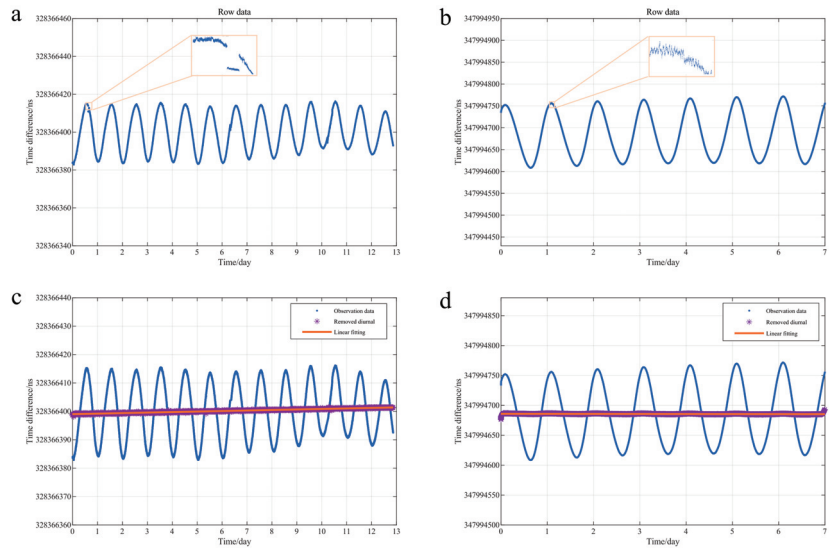 a
Row data
328366460
328366440
328366412
328366400
328366380
328366360
328366340
Time difference/ns
0 1 2 3 4 5 6 7 8 9 10 11 12 13
Time/day
b
Row data
347994950
347994900
347994850
347994800
347994750
347994700
347994650
347994600
347994550
347994500
347994450
Time difference/ns
0 1 2 3 4 5 6 7
Time/day
c
328366440
328366430
328366412
328366410
328366400
328366390
328366380
328366370
328366360
Time difference/ns
Observation data
Removed diurnal
Linear fitting
0 1 2 3 4 5 6 7 8 9 10 11 12 13
Time/day
d
347994880
347994850
347994800
347994750
347994700
347994650
347994600
347994550
347994500
Time difference/ns
Observation data
Removed diurnal
Linear fitting
0 1 2 3 4 5 6 7
Time/day